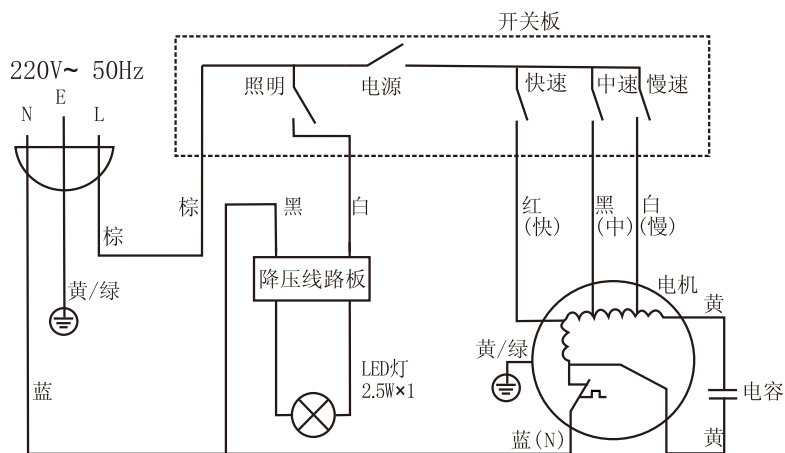 开关板
220V~ 50Hz
N E L
照明 电源 快速 中速 慢速
棕 黑 白 红 黑 白
(快) (中) (慢)
棕
降压线路板
黄/绿
电机
黄
黄/绿
LED灯
2.5W×1
蓝
电容
蓝(N)
黄